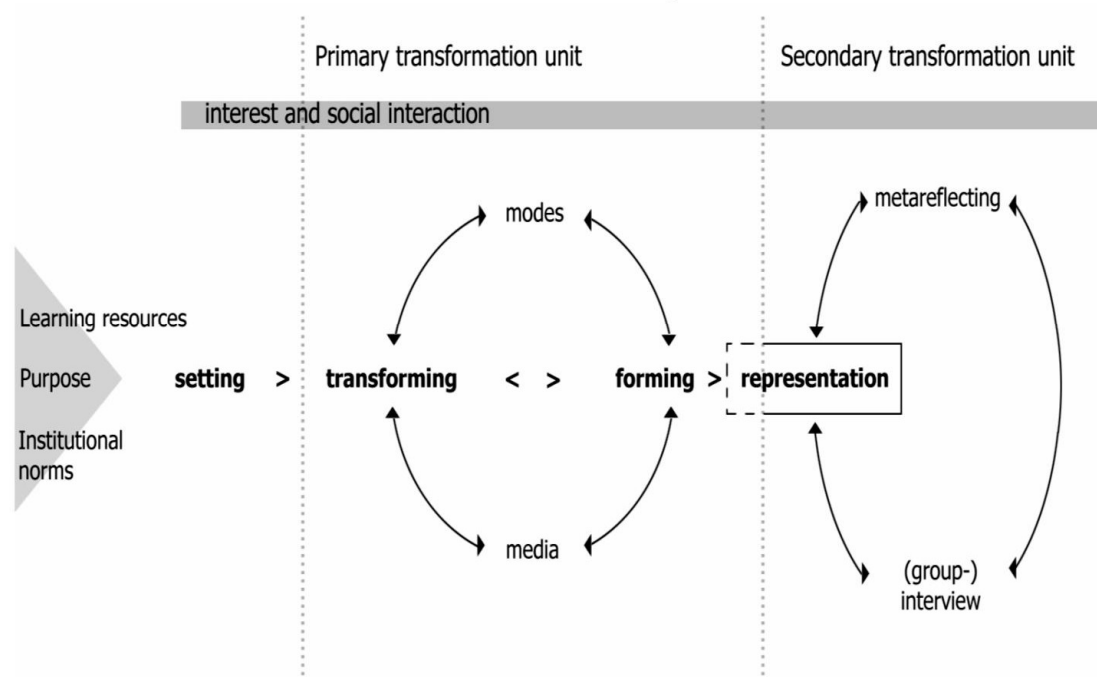 Primary transformation unit
Secondary transformation unit
interest and social interaction
modes
metareflecting
Learning resources
Purpose
setting > transforming < > forming > representation
Institutional
norms
media
(group-)
interview